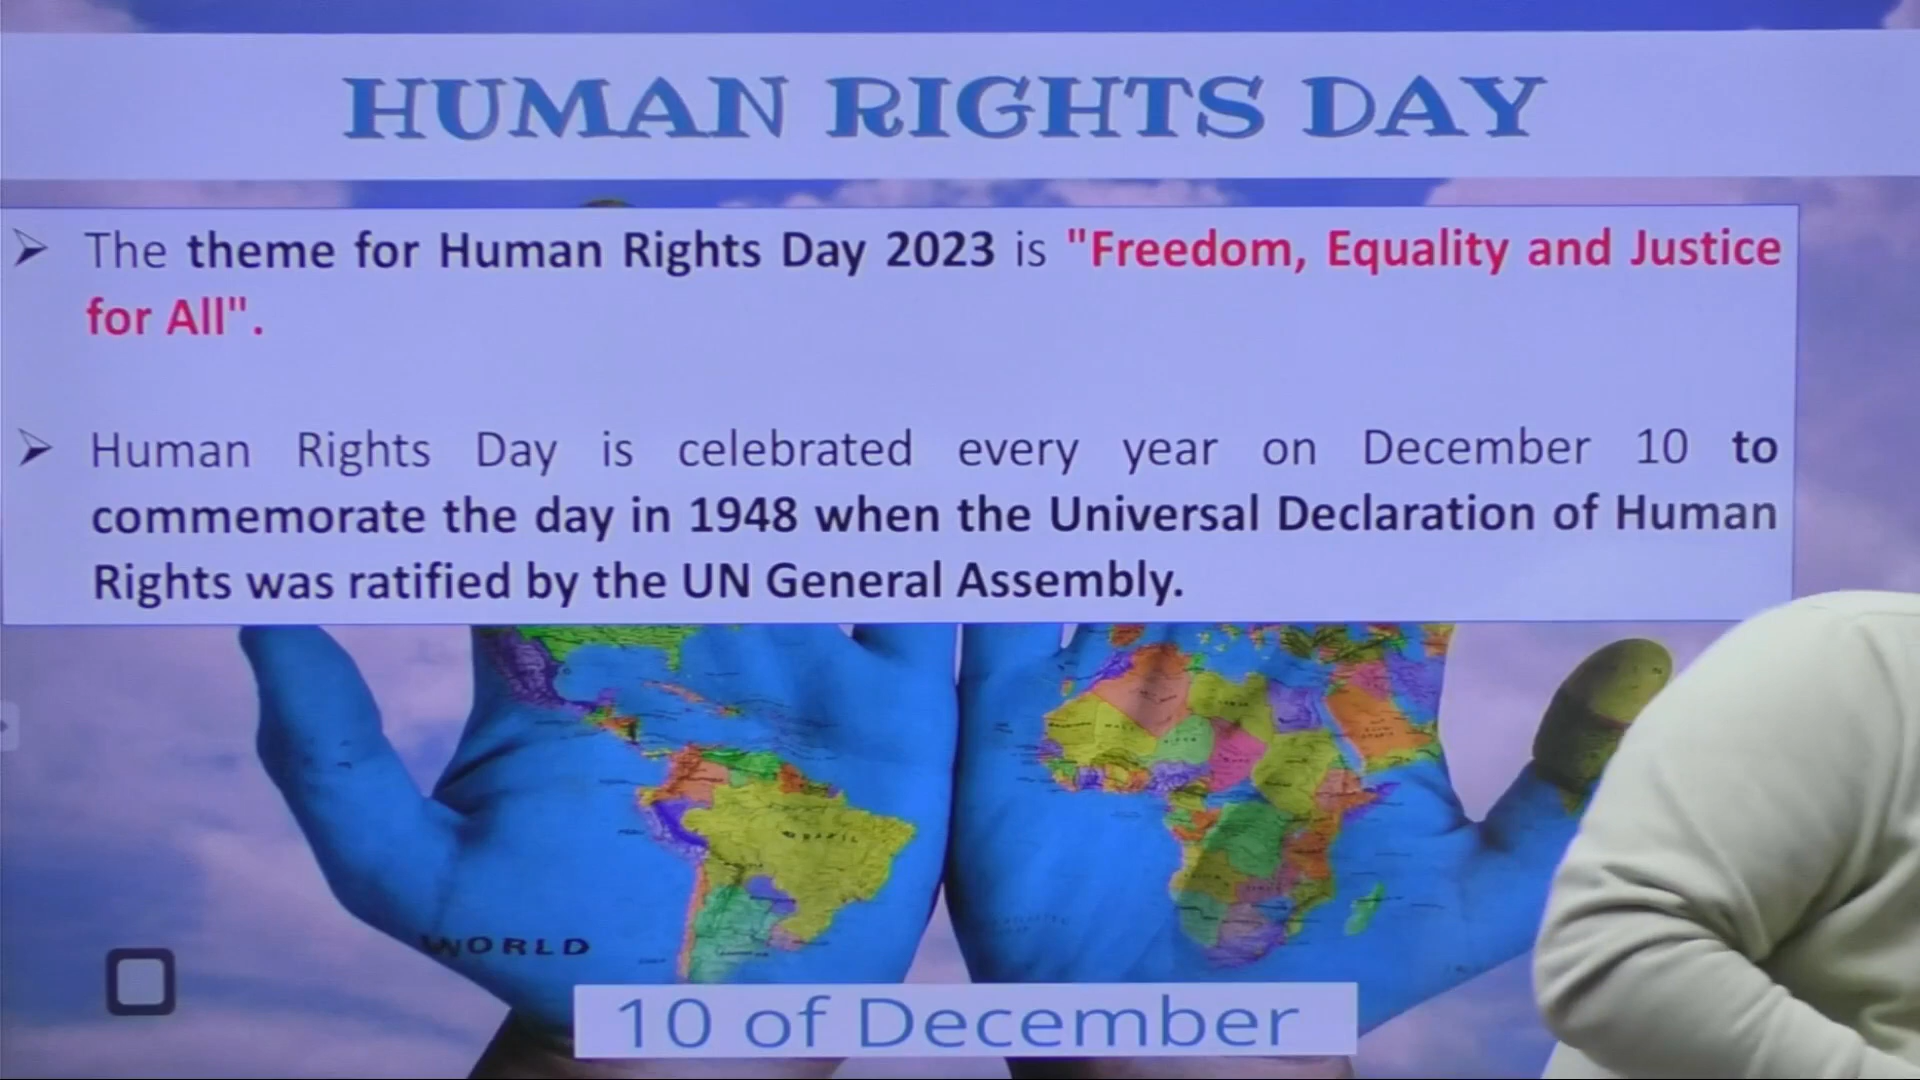 HUMAN RIGHTS DAY
The theme for Human Rights Day 2023 is "Freedom, Equality and Justice
for All".
Human Rights Day is celebrated every year on December 10 to
commemorate the day in 1948 when the Universal Declaration of Human
Rights was ratified by the UN General Assembly.
BRAZIL
WORLD
10 of December